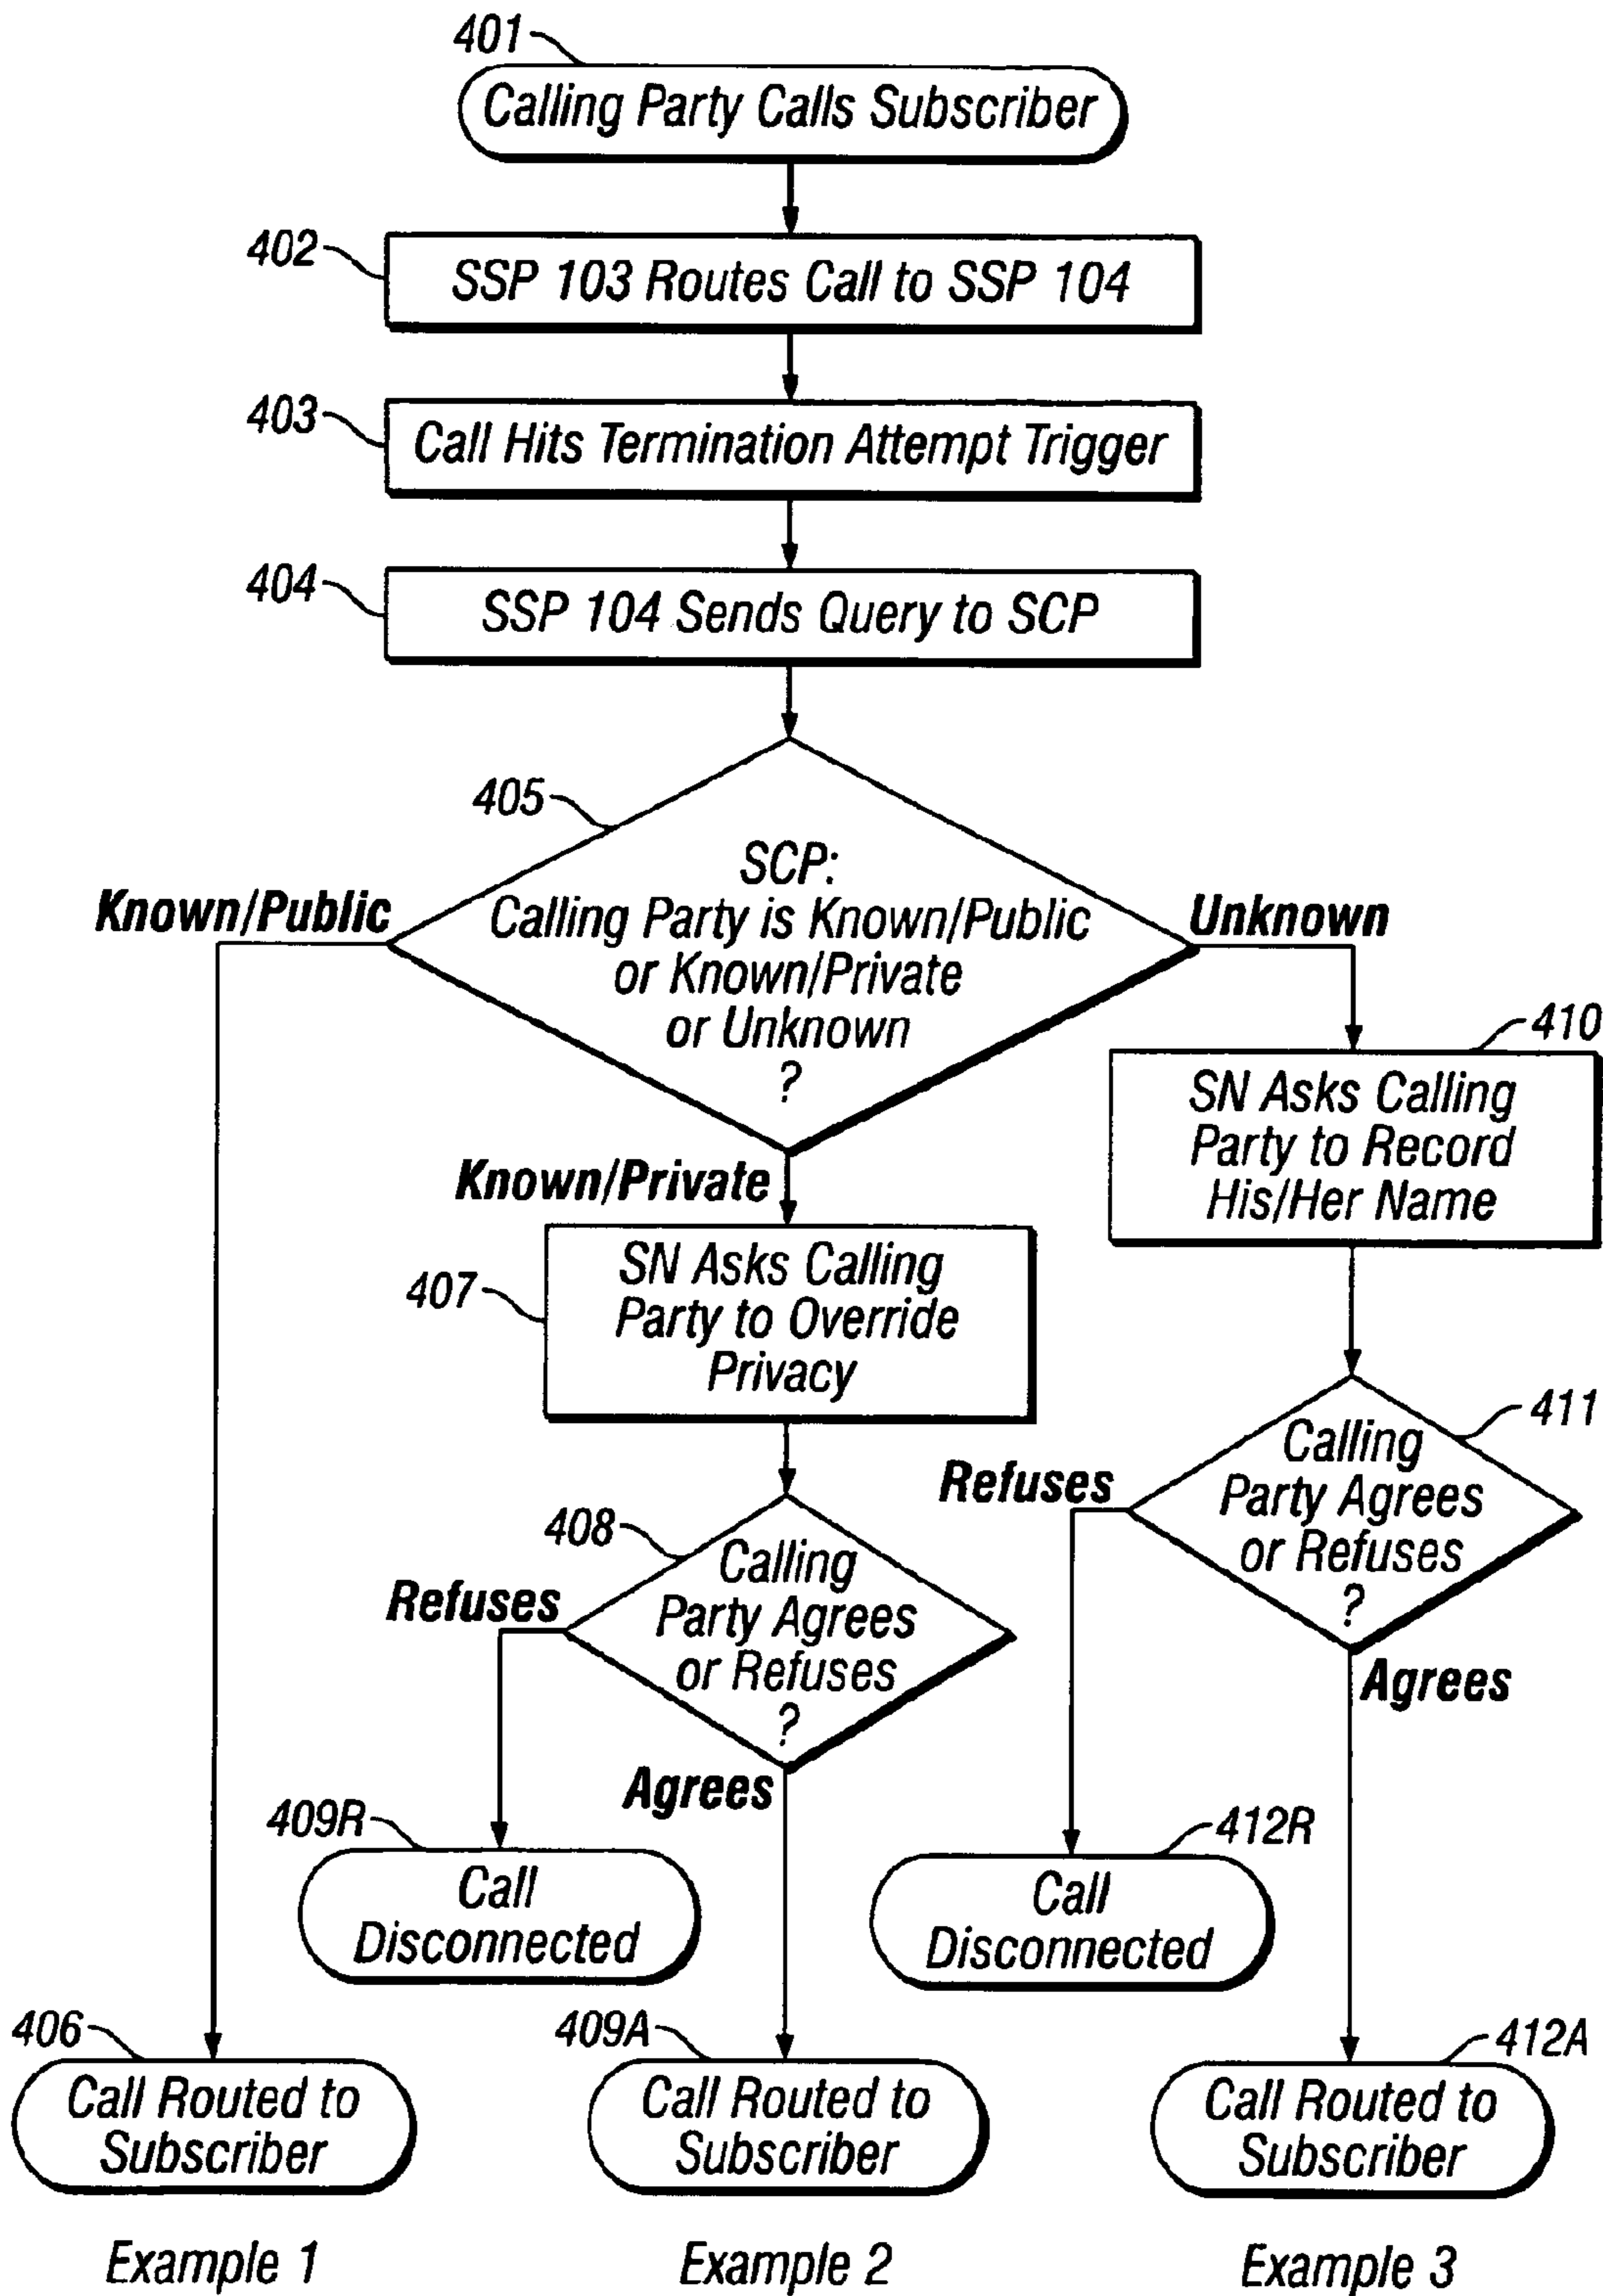 401
Calling Party Calls Subscriber
402
SSP 103 Routes Call to SSP 104
403
Call Hits Termination Attempt Trigger
404
SSP 104 Sends Query to SCP
405
SCP:
Calling Party is Known/Public
or Known/Private
or Unknown
?
Known/Public
Unknown
Known/Private
410
SN Asks Calling
Party to Record
His/Her Name
407
SN Asks Calling
Party to Override
Privacy
411
Calling
Party Agrees
or Refuses
?
Refuses
Agrees
408
Calling
Party Agrees
or Refuses
?
Refuses
Agrees
409R
Call
Disconnected
412R
Call
Disconnected
406
Call Routed to
Subscriber
409A
Call Routed to
Subscriber
412A
Call Routed to
Subscriber
Example 1
Example 2
Example 3